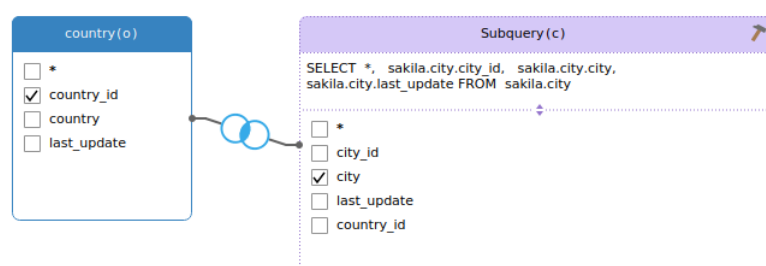 country(o)
*
country_id
country
last_update
Subquery(c)
SELECT *, sakila.city.city_id, sakila.city.city,
sakila.city.last_update FROM sakila.city
*
city_id
city
last_update
country_id